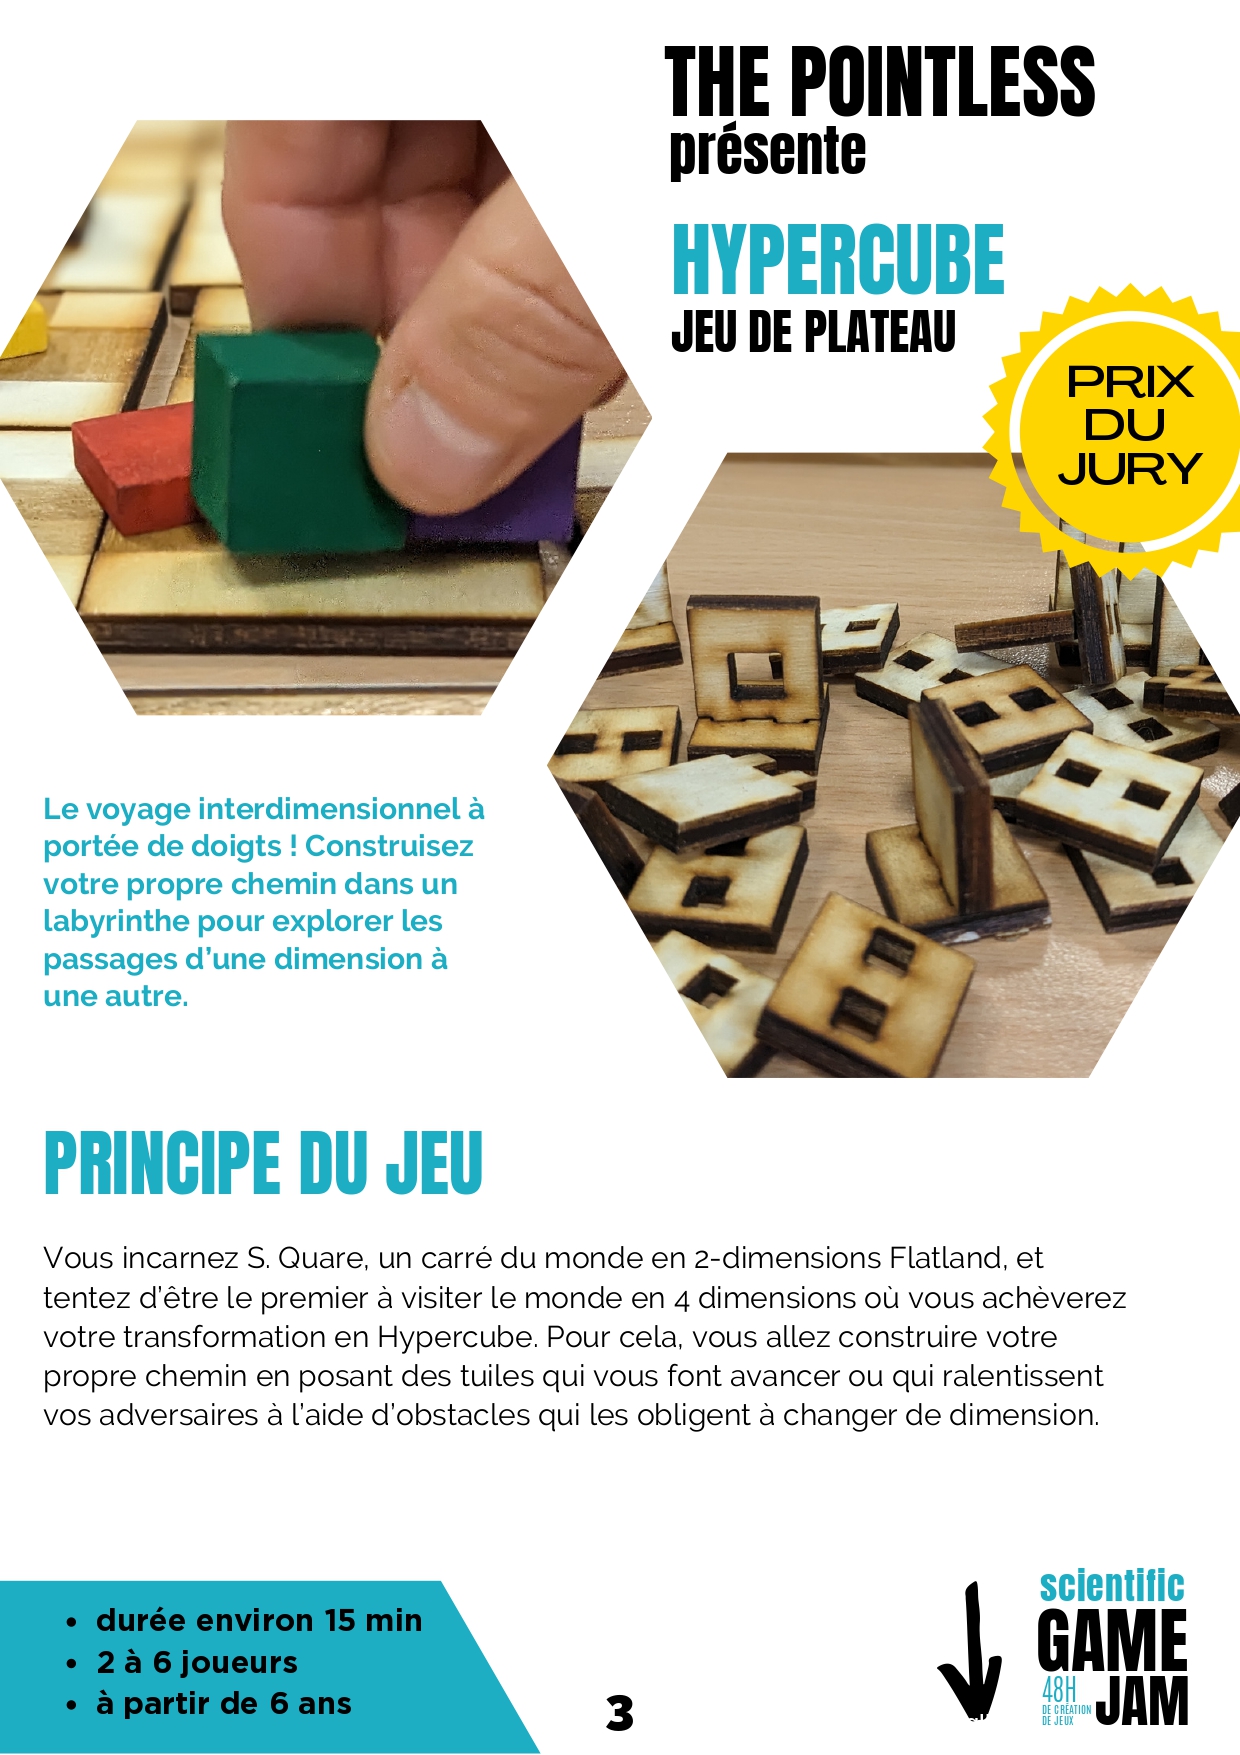 THE POINTLESS
présente
HYPERCUBE
JEU DE PLATEAU
PRIX
DU
JURY
Le voyage interdimensionnel à
portée de doigts ! Construisez
votre propre chemin dans un
labyrinthe pour explorer les
passages d’une dimension à
une autre.
PRINCIPE DU JEU
Vous incarnez S. Quare, un carré du monde en 2-dimensions Flatland, et
tentez d’être le premier à visiter le monde en 4 dimensions où vous achèverez
votre transformation en Hypercube. Pour cela, vous allez construire votre
propre chemin en posant des tuiles qui vous font avancer ou qui ralentissent
vos adversaires à l’aide d’obstacles qui les obligent à changer de dimension.
• durée environ 15 min
• 2 à 6 joueurs
• à partir de 6 ans
3
scientific
GAME
JAM
48H
DE CRÉATION
DE JEUX